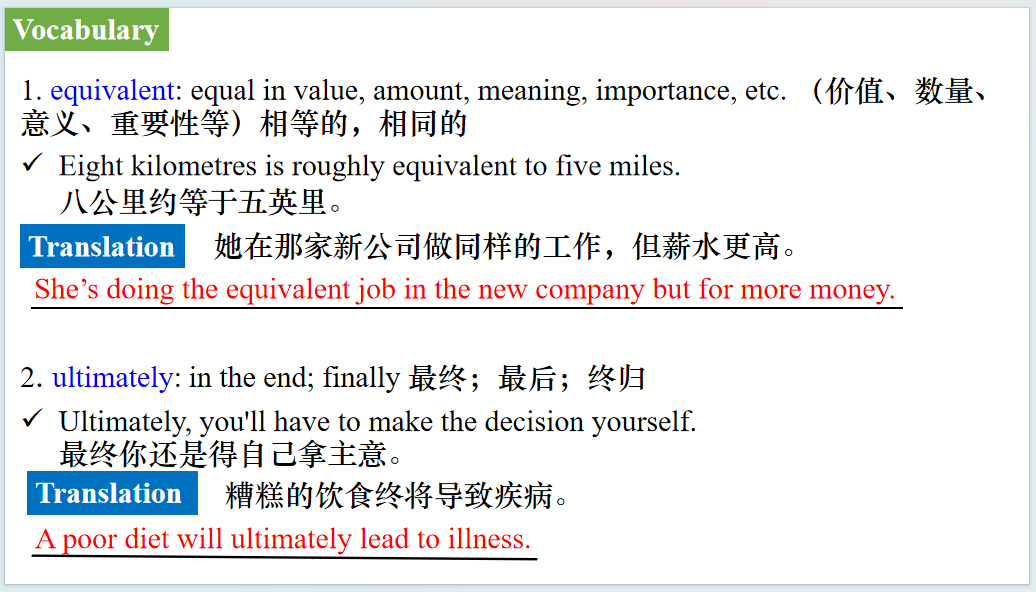 Vocabulary
1. equivalent: equal in value, amount, meaning, importance, etc. （价值、数量、
意义、重要性等）相等的，相同的
✓ Eight kilometres is roughly equivalent to five miles.
八公里约等于五英里。
Translation 她在那家新公司做同样的工作，但薪水更高。
She’s doing the equivalent job in the new company but for more money.
2. ultimately: in the end; finally 最终；最后；终归
✓ Ultimately, you'll have to make the decision yourself.
最终你还是得自己拿主意。
Translation 糟糕的饮食终将导致疾病。
A poor diet will ultimately lead to illness.